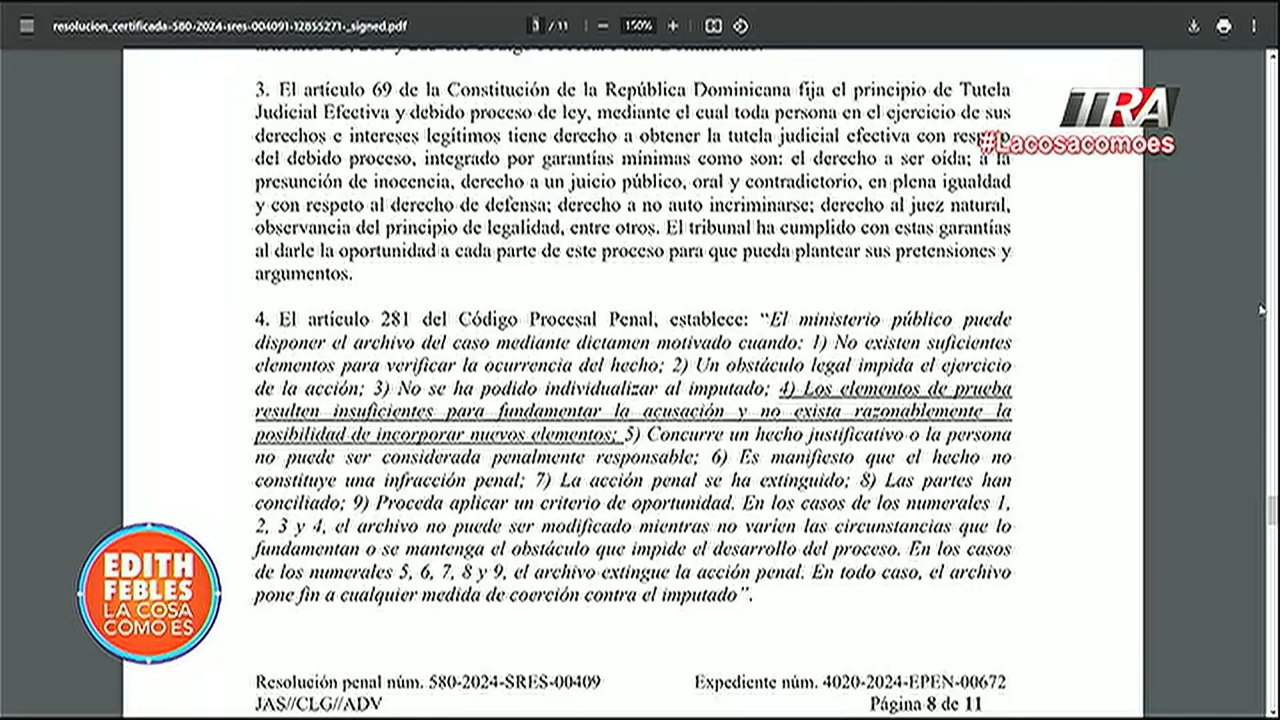 resolucion_certificada-580-2024-sres-004091-12855271-_signed.pdf
/ 11
150%
3. El artículo 69 de la Constitución de la República Dominicana fija el principio de Tutela
Judicial Efectiva y debido proceso de ley, mediante el cual toda persona en el ejercicio de sus
derechos e intereses legítimos tiene derecho a obtener la tutela judicial efectiva con
del debido proceso, integrado por garantías mínimas como son: el derecho a ser oída; a la
presunción de inocencia, derecho a un juicio público, oral y contradictorio, en plena igualdad
y con respeto al derecho de defensa; derecho a no auto incriminarse; derecho al juez natural,
observancia del principio de legalidad, entre otros. El tribunal ha cumplido con estas garantías
al darle la oportunidad a cada parte de este proceso para que pueda plantear sus pretensiones y
argumentos.
TRA
#Lacosacomoes
4. El artículo 281 del Código Procesal Penal, establece: “El ministerio público puede
disponer el archivo del caso mediante dictamen motivado cuando: 1) No existen suficientes
elementos para verificar la ocurrencia del hecho; 2) Un obstáculo legal impida el ejercicio
de la acción; 3) No se ha podido individualizar al imputado; 4) Los elementos de prueba
resulten insuficientes para fundamentar la acusación y no exista razonablemente la
posibilidad de incorporar nuevos elementos; 5) Concurre un hecho justificativo o la persona
no puede ser considerada penalmente responsable; 6) Es manifiesto que el hecho no
constituye una infracción penal; 7) La acción penal se ha extinguido; 8) Las partes han
conciliado; 9) Proceda aplicar un criterio de oportunidad. En los casos de los numerales 1,
2, 3 y 4, el archivo no puede ser modificado mientras no varíen las circunstancias que lo
fundamentan o se mantenga el obstáculo que impide el desarrollo del proceso. En los casos
de los numerales 5, 6, 7, 8 y 9, el archivo extingue la acción penal. En todo caso, el archivo
pone fin a cualquier medida de coerción contra el imputado”.
EDITH
FEBLES
LA COSA
COMO ES
Resolución penal núm. 580-2024-SRES-00409
Expediente núm. 4020-2024-EPEN-00672
JAS//CLG//ADV
Página 8 de 11